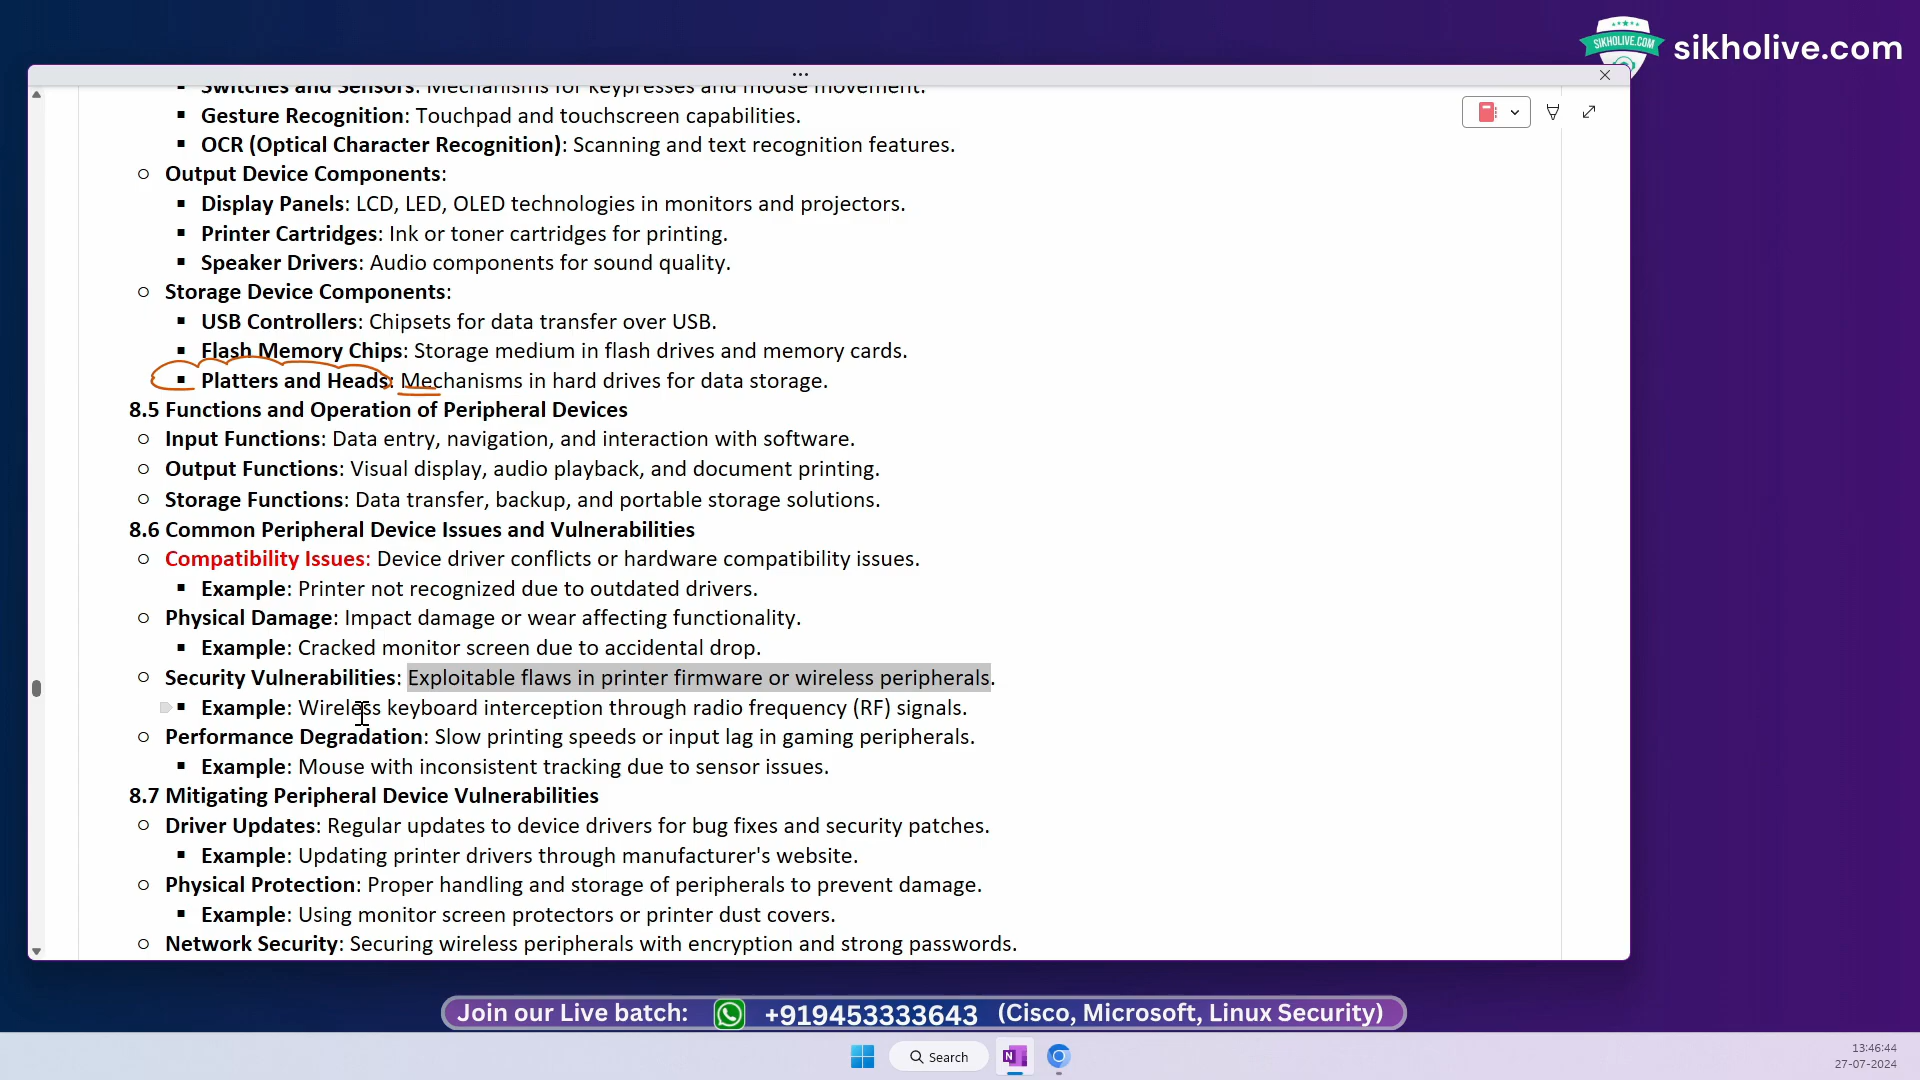 SIKHOLIVE.COM
sikholive.com
Switches and Sensors: Mechanisms for keypresses and mouse movement.
Gesture Recognition: Touchpad and touchscreen capabilities.
OCR (Optical Character Recognition): Scanning and text recognition features.
Output Device Components:
Display Panels: LCD, LED, OLED technologies in monitors and projectors.
Printer Cartridges: Ink or toner cartridges for printing.
Speaker Drivers: Audio components for sound quality.
Storage Device Components:
USB Controllers: Chipsets for data transfer over USB.
Flash Memory Chips: Storage medium in flash drives and memory cards.
Platters and Heads: Mechanisms in hard drives for data storage.
8.5 Functions and Operation of Peripheral Devices
Input Functions: Data entry, navigation, and interaction with software.
Output Functions: Visual display, audio playback, and document printing.
Storage Functions: Data transfer, backup, and portable storage solutions.
8.6 Common Peripheral Device Issues and Vulnerabilities
Compatibility Issues: Device driver conflicts or hardware compatibility issues.
Example: Printer not recognized due to outdated drivers.
Physical Damage: Impact damage or wear affecting functionality.
Example: Cracked monitor screen due to accidental drop.
Security Vulnerabilities: Exploitable flaws in printer firmware or wireless peripherals.
Example: Wireless keyboard interception through radio frequency (RF) signals.
Performance Degradation: Slow printing speeds or input lag in gaming peripherals.
Example: Mouse with inconsistent tracking due to sensor issues.
8.7 Mitigating Peripheral Device Vulnerabilities
Driver Updates: Regular updates to device drivers for bug fixes and security patches.
Example: Updating printer drivers through manufacturer's website.
Physical Protection: Proper handling and storage of peripherals to prevent damage.
Example: Using monitor screen protectors or printer dust covers.
Network Security: Securing wireless peripherals with encryption and strong passwords.
Join our Live batch: +919453333643 (Cisco, Microsoft, Linux Security)
Search
13:46:44
27-07-2024